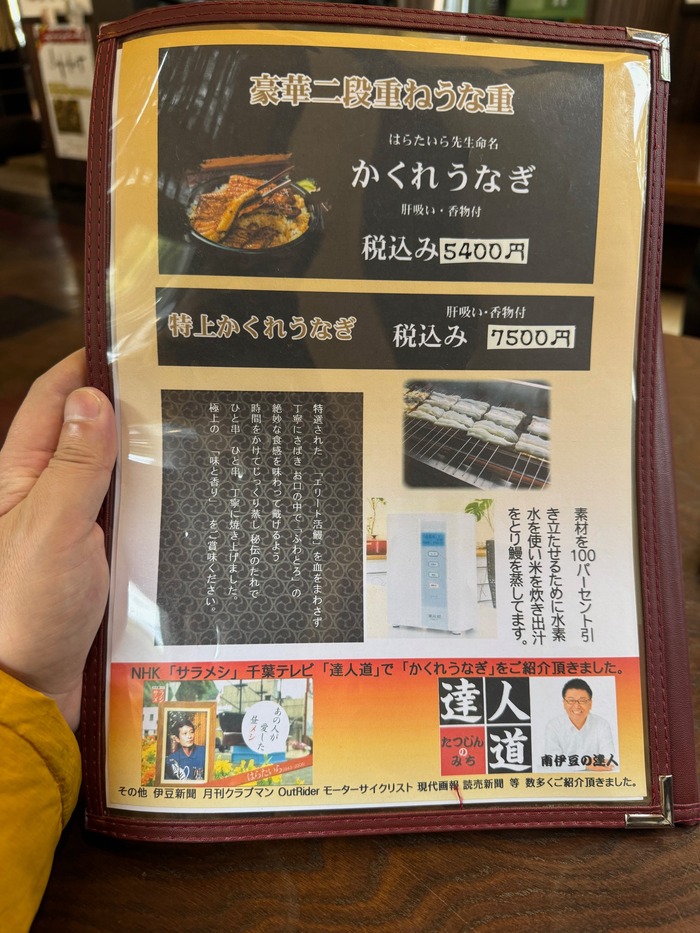 豪華二段重ねうな重
はらたいら先生命名
かくれうなぎ
肝吸い・香物付
税込み5400円
特上かくれうなぎ
肝吸い・香物付
税込み 7500円
特選された 「エリート活鰻」を血をまわさず
丁寧にさばき お口の中で「ふわとろ」の
絶妙な食感を味わって戴けるよう
時間をかけてじっくり蒸し 秘伝のたれで
ひと串 ひと串 丁寧に焼き上げました。
極上の 「味と香り」 をご賞味ください。
素材を100パーセント引
き立たせるために水素
水を使い米を炊き出汁
をとり鰻を蒸してます。
NHK 「サラメシ」 千葉テレビ 「達人道」で 「かくれうなぎ」をご紹介頂きました。
あの人が
愛した
昼メシ
はらたいら
達人道
たつじん
の
みち
南伊豆の達人
その他 伊豆新聞 月刊クラブマン OutRider モーターサイクリスト 現代画報 読売新聞 等 数多くご紹介頂きました。